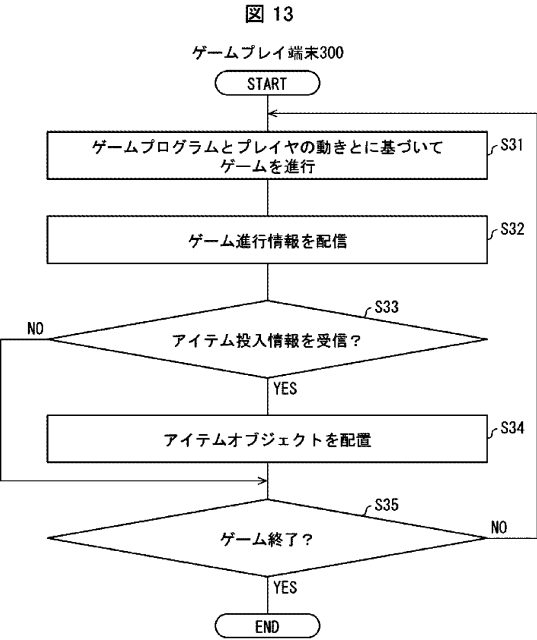 図 13
ゲームプレイ端末300
START
ゲームプログラムとプレイヤの動きとに基づいて
ゲームを進行
S31
ゲーム進行情報を配信
S32
アイテム投入情報を受信？
S33
NO
YES
アイテムオブジェクトを配置
S34
ゲーム終了？
S35
NO
YES
END